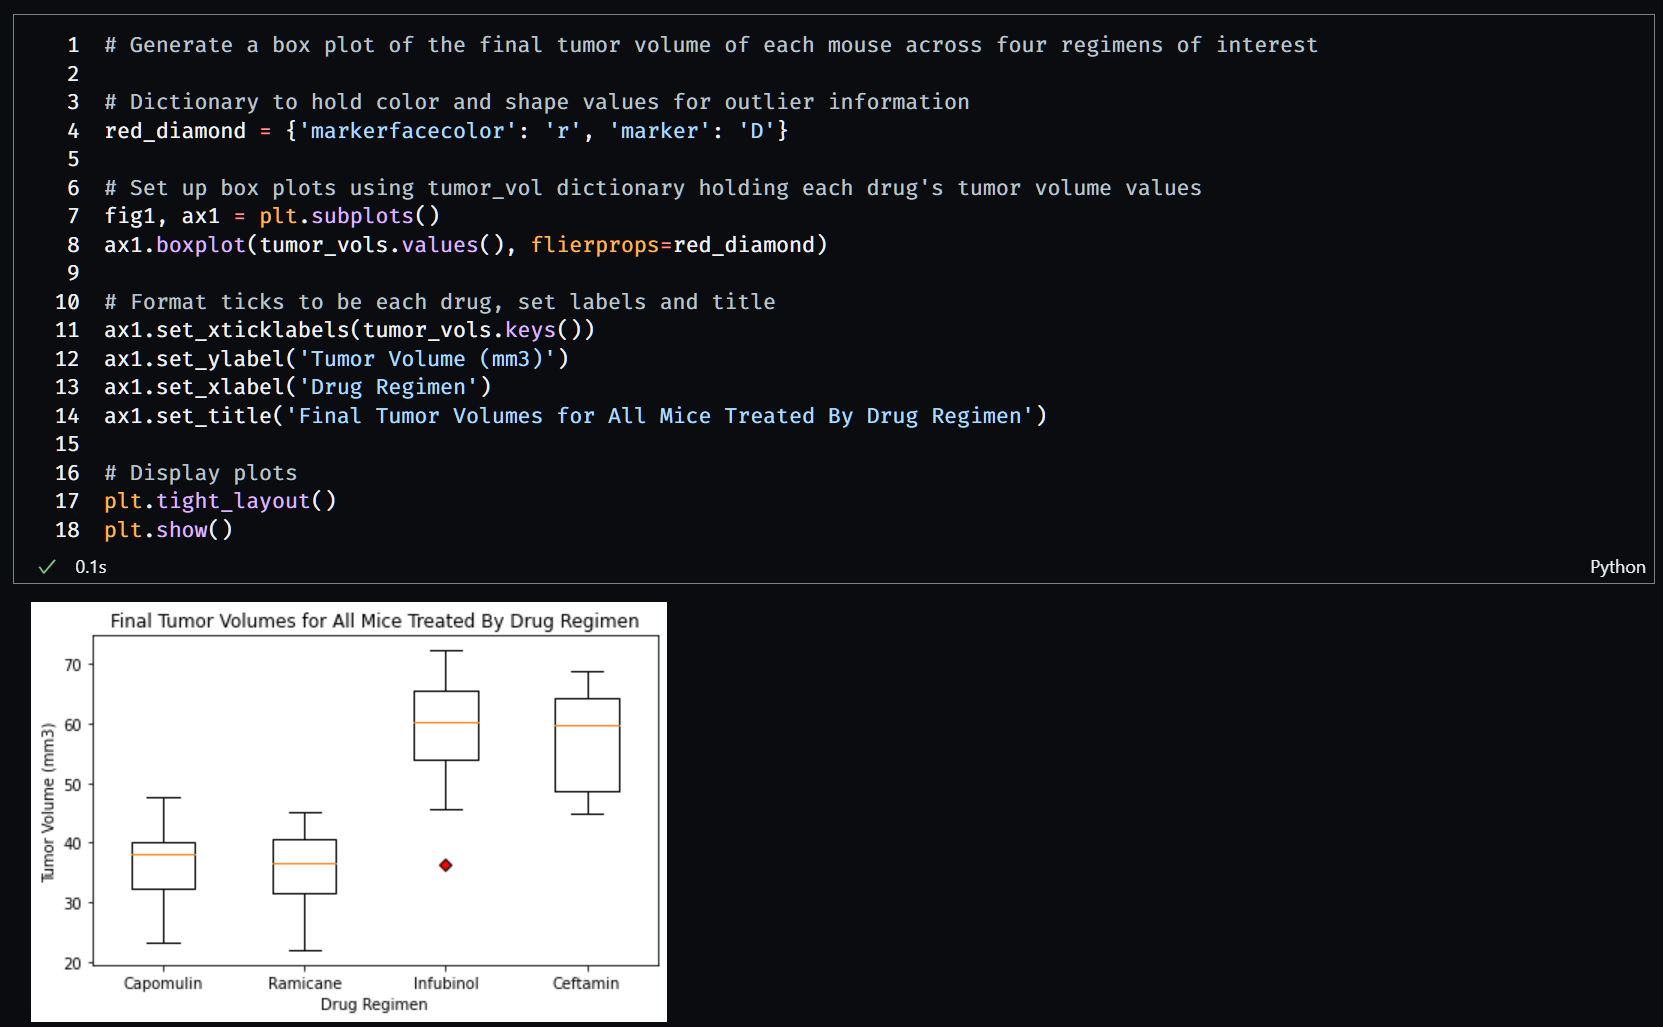 1 # Generate a box plot of the final tumor volume of each mouse across four regimens of interest
2
3 # Dictionary to hold color and shape values for outlier information
4 red_diamond = {'markerfacecolor': 'r', 'marker': 'D'}
5
6 # Set up box plots using tumor_vol dictionary holding each drug's tumor volume values
7 fig1, ax1 = plt.subplots()
8 ax1.boxplot(tumor_vols.values(), flierprops=red_diamond)
9
10 # Format ticks to be each drug, set labels and title
11 ax1.set_xticklabels(tumor_vols.keys())
12 ax1.set_ylabel('Tumor Volume (mm3)')
13 ax1.set_xlabel('Drug Regimen')
14 ax1.set_title('Final Tumor Volumes for All Mice Treated By Drug Regimen')
15
16 # Display plots
17 plt.tight_layout()
18 plt.show()
0.1s
Python
Final Tumor Volumes for All Mice Treated By Drug Regimen
Tumor Volume (mm3)
70
60
50
40
30
20
Capomulin Ramicane Infubinol Ceftamin
Drug Regimen